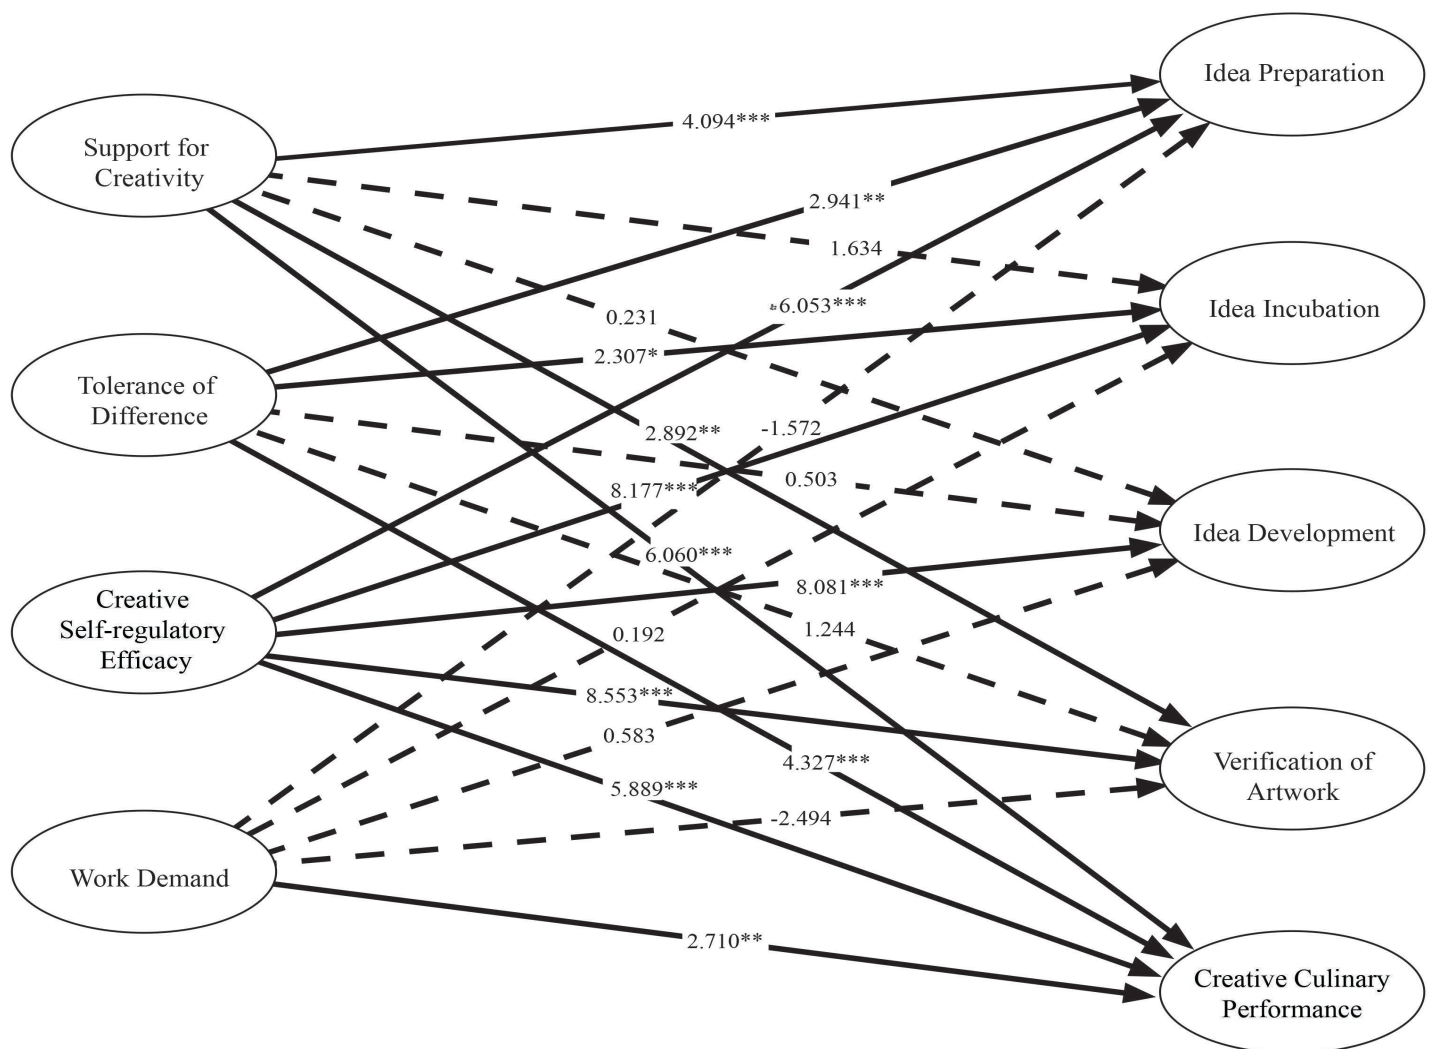 Idea Preparation
4.094***
Support for
Creativity
2.941**
1.634
6.053***
Idea Incubation
0.231
2.307*
Tolerance of
Difference
2.892**
-1.572
0.503
8.177***
Idea Development
6.060***
8.081***
Creative
Self-regulatory
Efficacy
0.192
1.244
8.553***
0.583
4.327***
Verification of
Artwork
5.889***
-2.494
Work Demand
2.710**
Creative Culinary
Performance